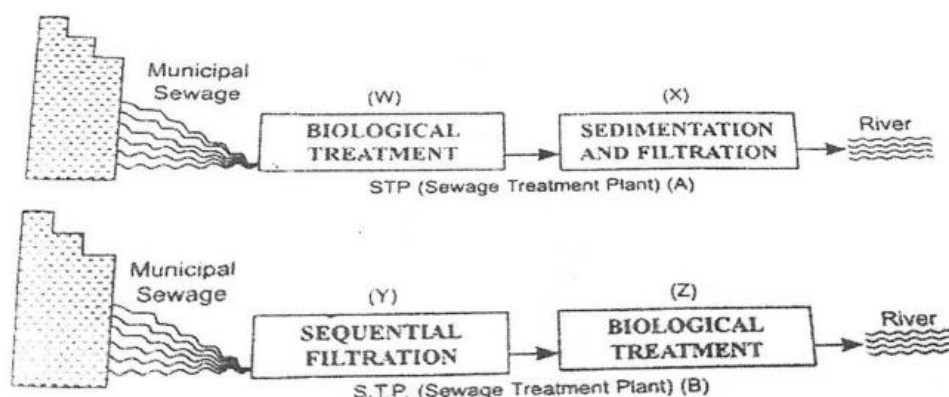 Municipal
Sewage
(W)
BIOLOGICAL
TREATMENT
(X)
SEDIMENTATION
AND FILTRATION
River
STP (Sewage Treatment Plant) (A)
Municipal
Sewage
(Y)
SEQUENTIAL
FILTRATION
(Z)
BIOLOGICAL
TREATMENT
River
S.T.P. (Sewage Treatment Plant) (B)